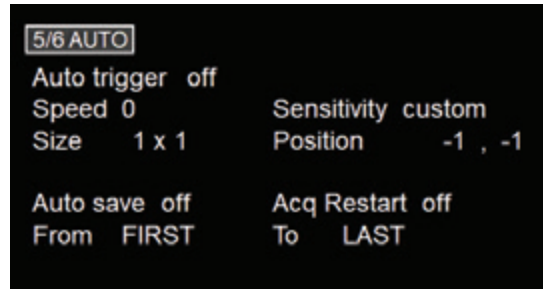 5/6 AUTO
Auto trigger off
Speed 0 Sensitivity custom
Size 1 x 1 Position -1 , -1
Auto save off Acq Restart off
From FIRST To LAST